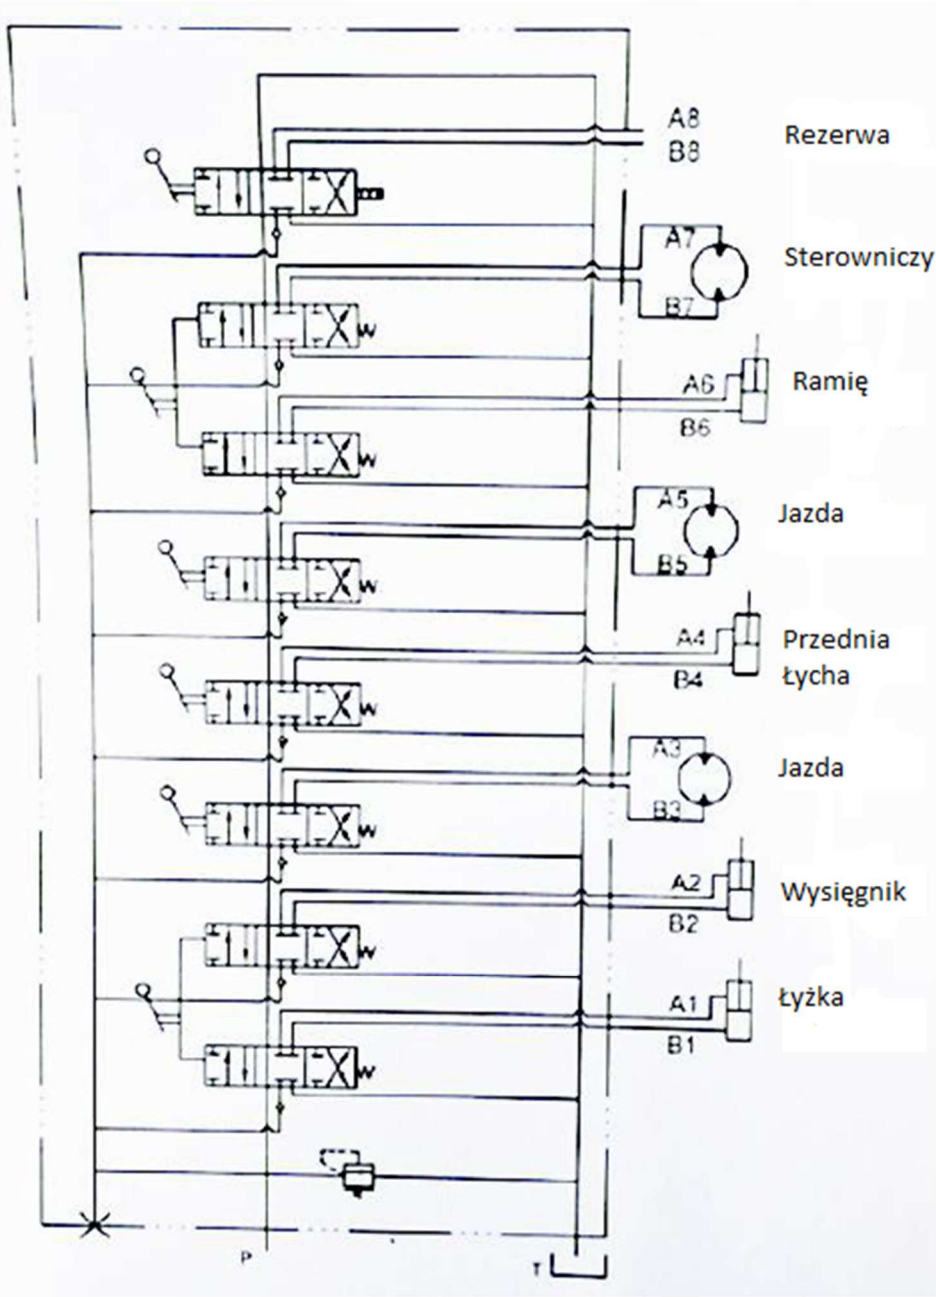 A8
B8
Rezerwa
A7
B7
Sterowniczy
A6
B6
Ramię
A5
B5
Jazda
A4
B4
Przednia
Łycha
A3
B3
Jazda
A2
B2
Wysięgnik
A1
B1
Łyżka
P
T